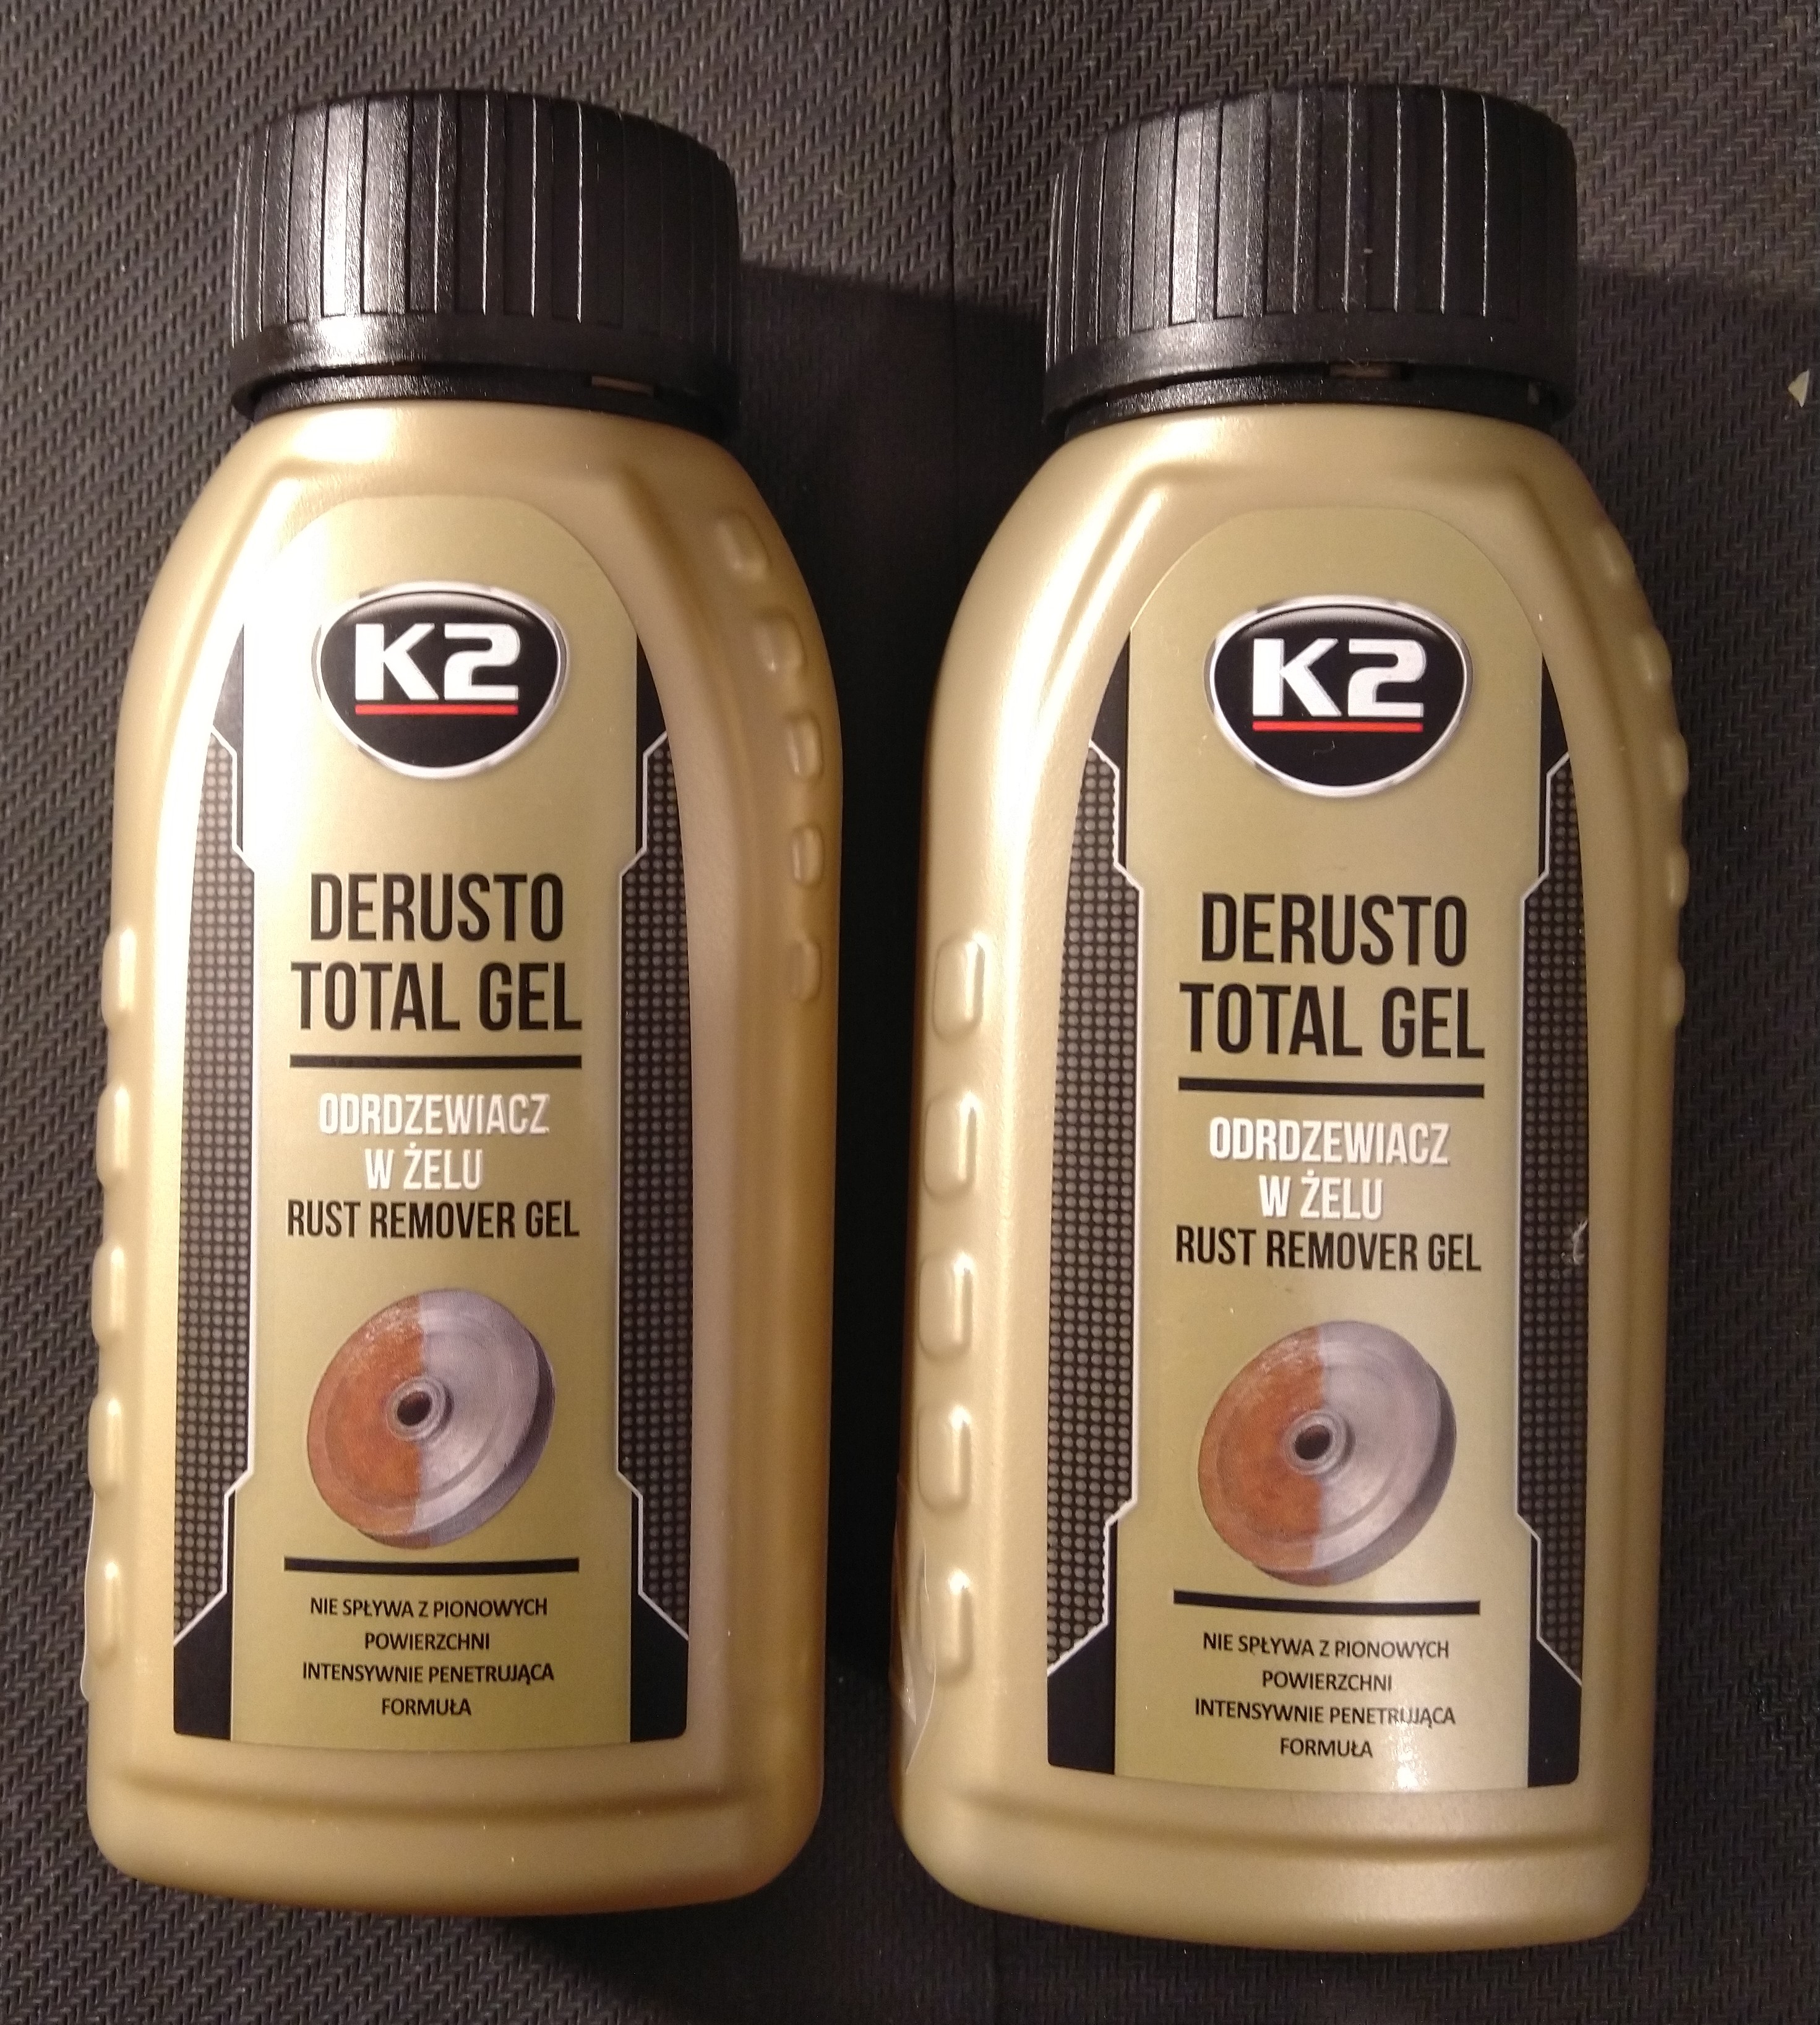 K2
DERUSTO
TOTAL GEL
ODRDZEWIACZ
W ŻELU
RUST REMOVER GEL
NIE SPŁYWA Z PIONOWYCH
POWIERZCHNI
INTENSYWNIE PENETRUJĄCA
FORMUŁA
K2
DERUSTO
TOTAL GEL
ODRDZEWIACZ
W ŻELU
RUST REMOVER GEL
NIE SPŁYWA Z PIONOWYCH
POWIERZCHNI
INTENSYWNIE PENETRUJĄCA
FORMUŁA